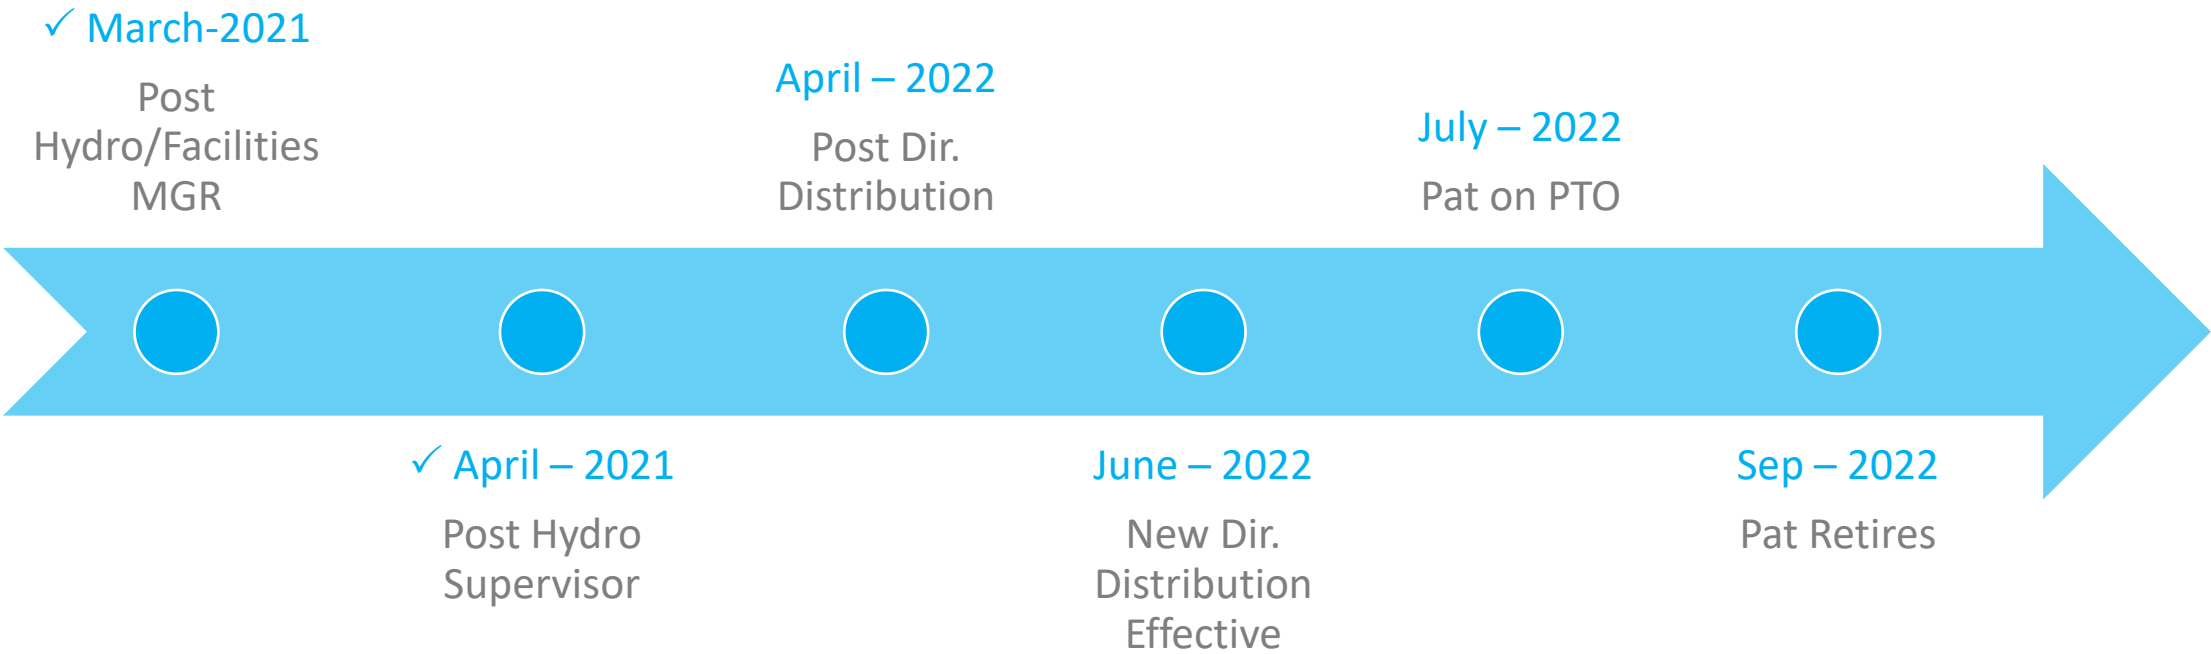 ✓ March-2021
Post
Hydro/Facilities
MGR
✓ April – 2021
Post Hydro
Supervisor
April – 2022
Post Dir.
Distribution
June – 2022
New Dir.
Distribution
Effective
July – 2022
Pat on PTO
Sep – 2022
Pat Retires